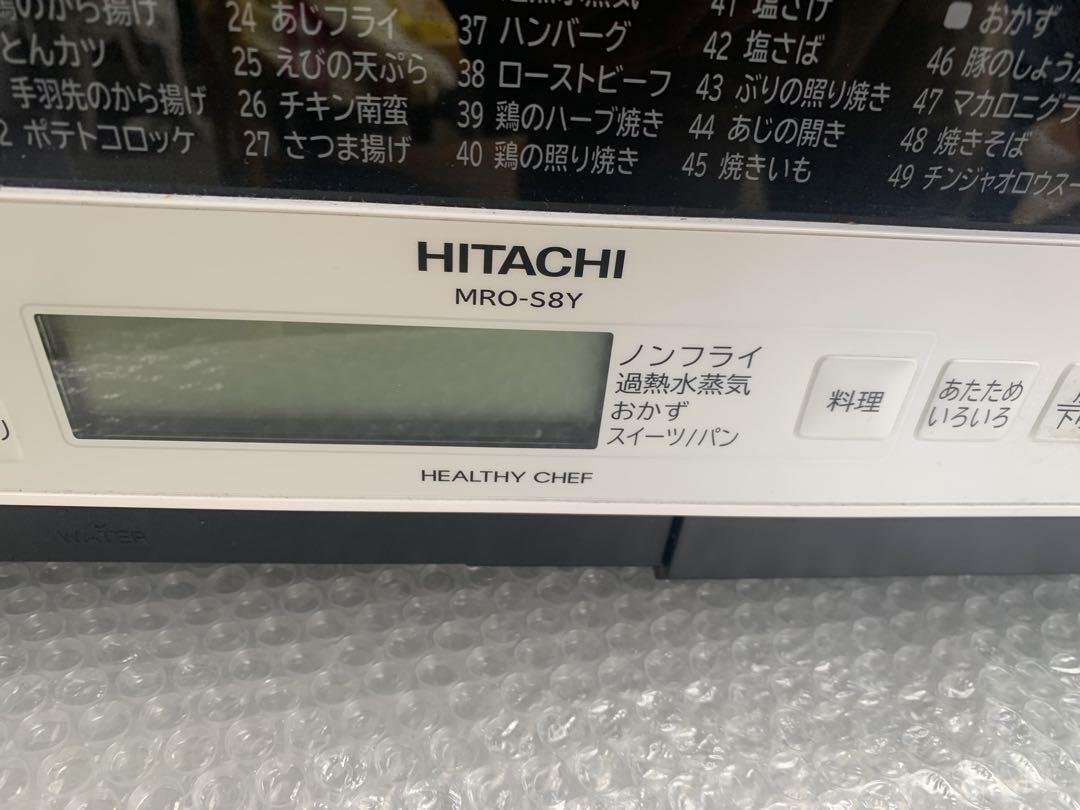 のから揚げ
とんカツ
手羽先のから揚げ
2 ポテトコロッケ
24 あじフライ
25 えびの天ぷら
26 チキン南蛮
27 さつま揚げ
37 ハンバーグ
38 ローストビーフ
39 鶏のハーブ焼き
40 鶏の照り焼き
41 塩さけ
42 塩さば
43 ぶりの照り焼き
44 あじの開き
45 焼きいも
おかず
46 豚のしょうが
47 マカロニグラ
48 焼きそば
49 チンジャオロウスー
HITACHI
MRO-S8Y
ノンフライ
過熱水蒸気
おかず
スイーツ/パン
料理
あたため
いろいろ
HEALTHY CHEF
WATER